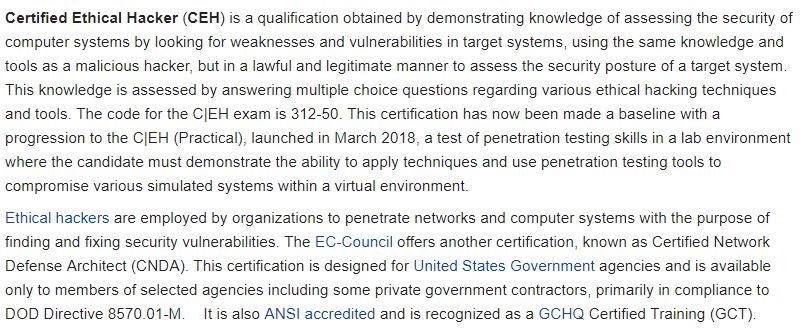 Certified Ethical Hacker (CEH) is a qualification obtained by demonstrating knowledge of assessing the security of
computer systems by looking for weaknesses and vulnerabilities in target systems, using the same knowledge and
tools as a malicious hacker, but in a lawful and legitimate manner to assess the security posture of a target system.
This knowledge is assessed by answering multiple choice questions regarding various ethical hacking techniques
and tools. The code for the C|EH exam is 312-50. This certification has now been made a baseline with a
progression to the C|EH (Practical), launched in March 2018, a test of penetration testing skills in a lab environment
where the candidate must demonstrate the ability to apply techniques and use penetration testing tools to
compromise various simulated systems within a virtual environment.
Ethical hackers are employed by organizations to penetrate networks and computer systems with the purpose of
finding and fixing security vulnerabilities. The EC-Council offers another certification, known as Certified Network
Defense Architect (CNDA). This certification is designed for United States Government agencies and is available
only to members of selected agencies including some private government contractors, primarily in compliance to
DOD Directive 8570.01-M. It is also ANSI accredited and is recognized as a GCHQ Certified Training (GCT).